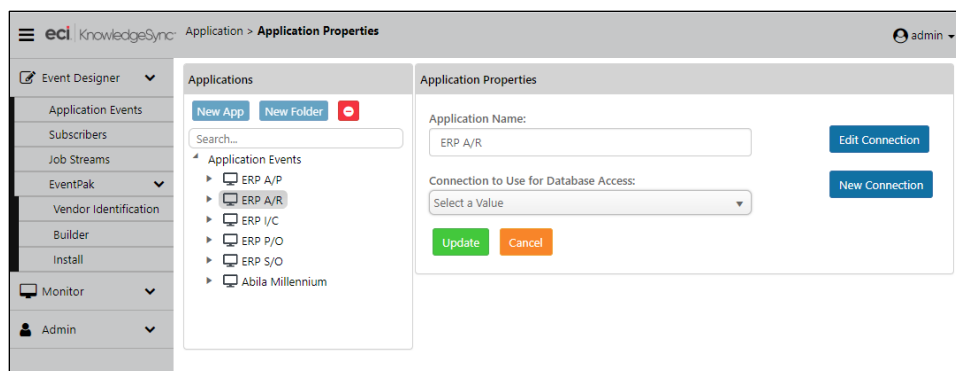 eci KnowledgeSync Application > Application Properties admin
Event Designer
Application Events
Subscribers
Job Streams
EventPak
Vendor Identification
Builder
Install
Monitor
Admin
Applications
New App New Folder
Search...
Application Events
ERP A/P
ERP A/R
ERP I/C
ERP P/O
ERP S/O
Abila Millennium
Application Properties
Application Name:
ERP A/R
Edit Connection
Connection to Use for Database Access:
Select a Value
New Connection
Update Cancel